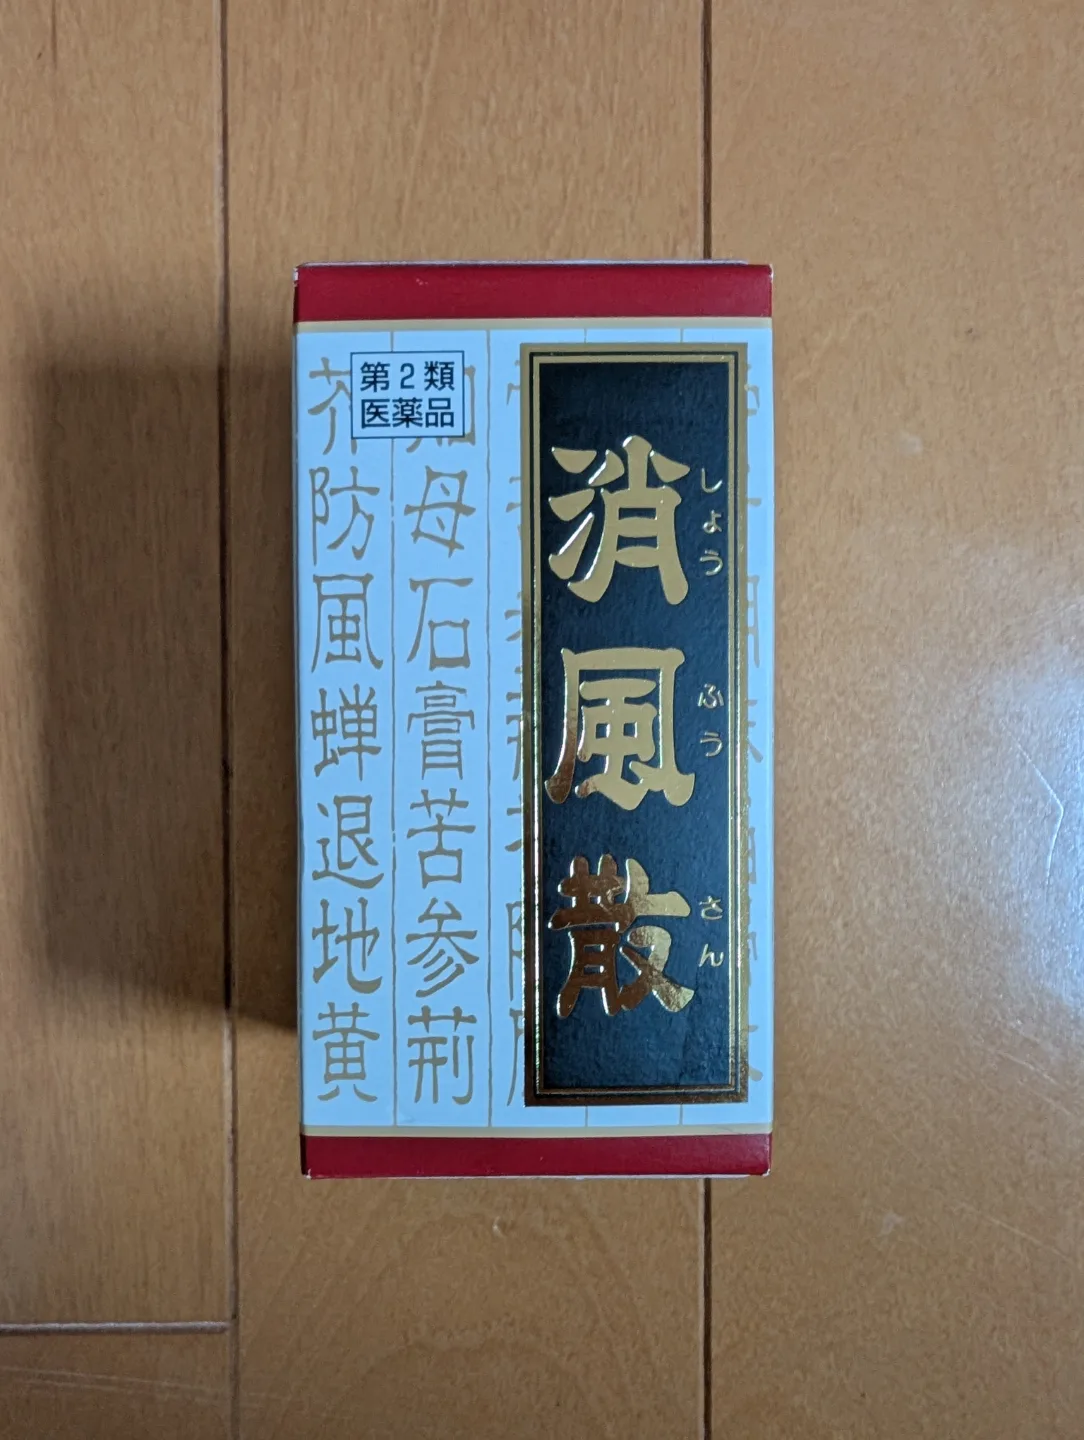 第2類
医薬品
消風散
しょうふうさん
母石膏苦参荊
芥防風蝉退地黄